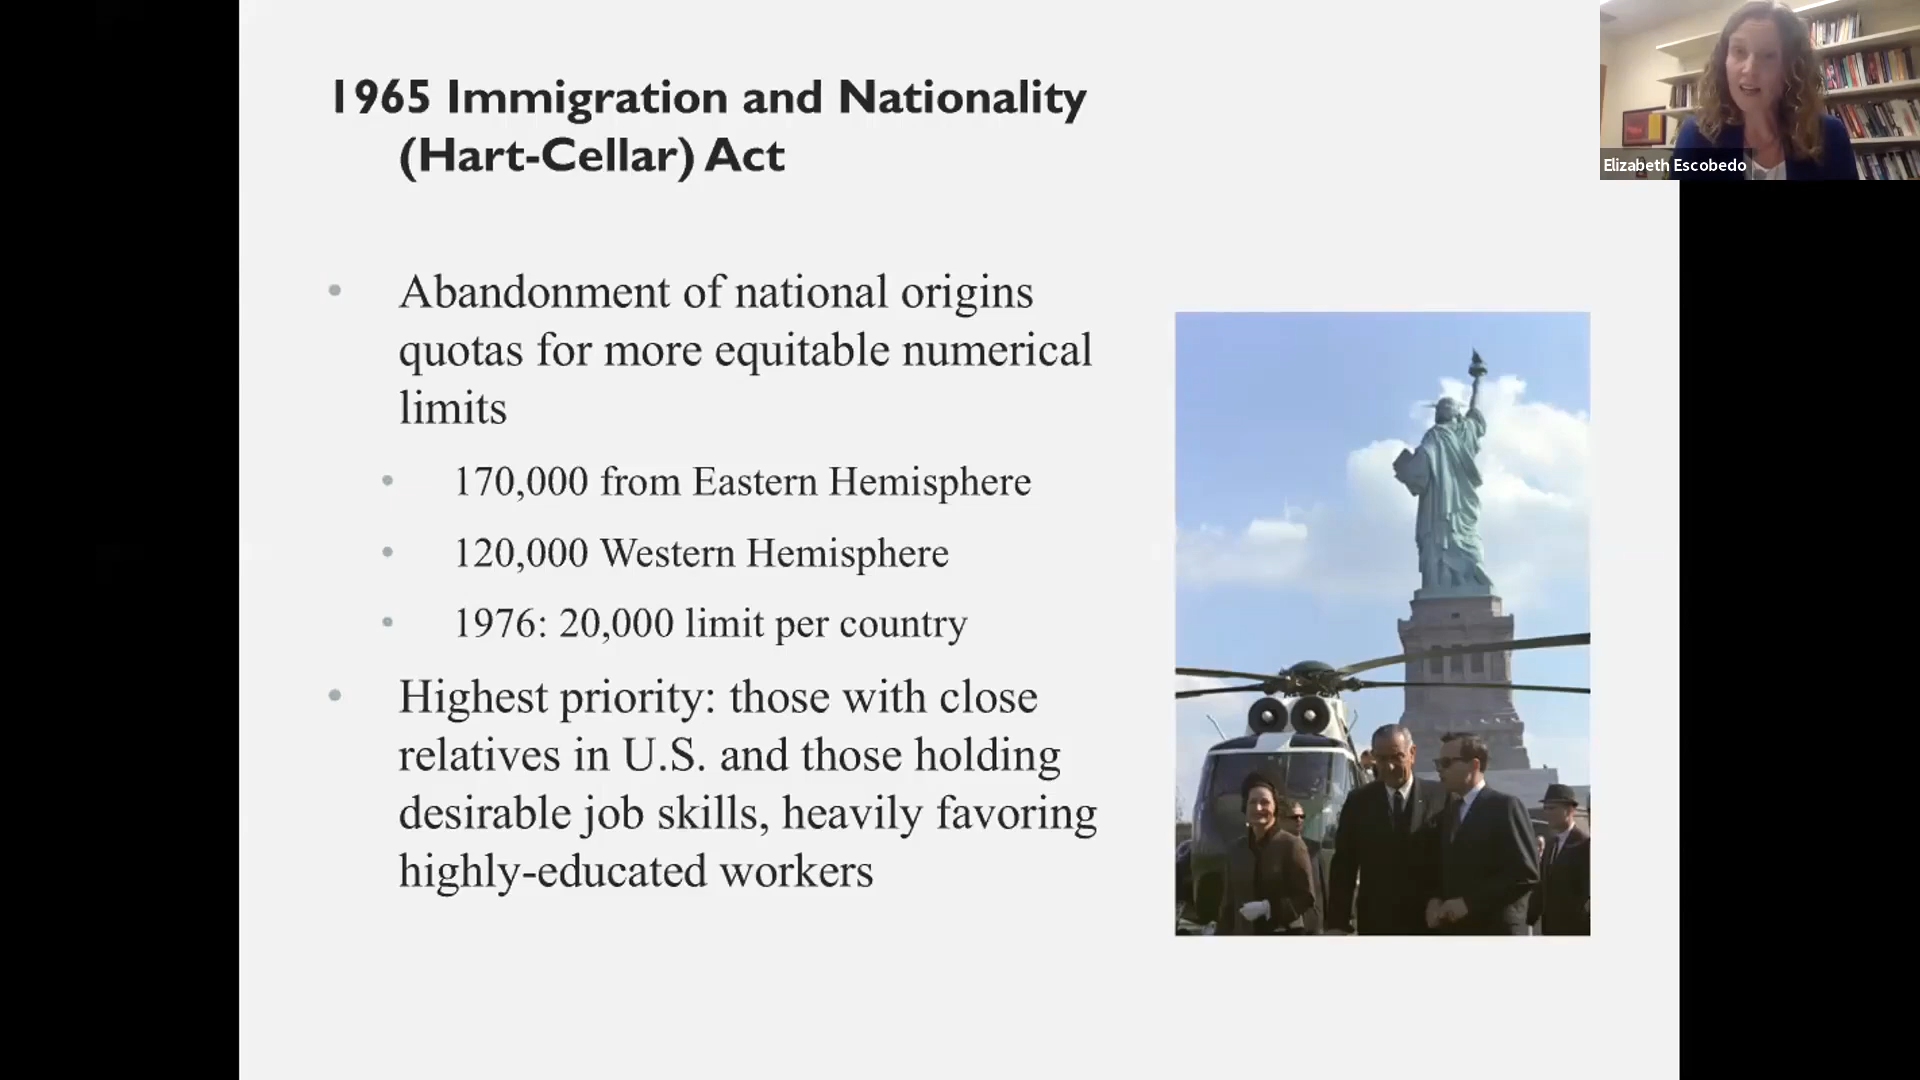 1965 Immigration and Nationality
(Hart-Cellar) Act
• Abandonment of national origins
quotas for more equitable numerical
limits
• 170,000 from Eastern Hemisphere
• 120,000 Western Hemisphere
• 1976: 20,000 limit per country
• Highest priority: those with close
relatives in U.S. and those holding
desirable job skills, heavily favoring
highly-educated workers
Elizabeth Escobedo